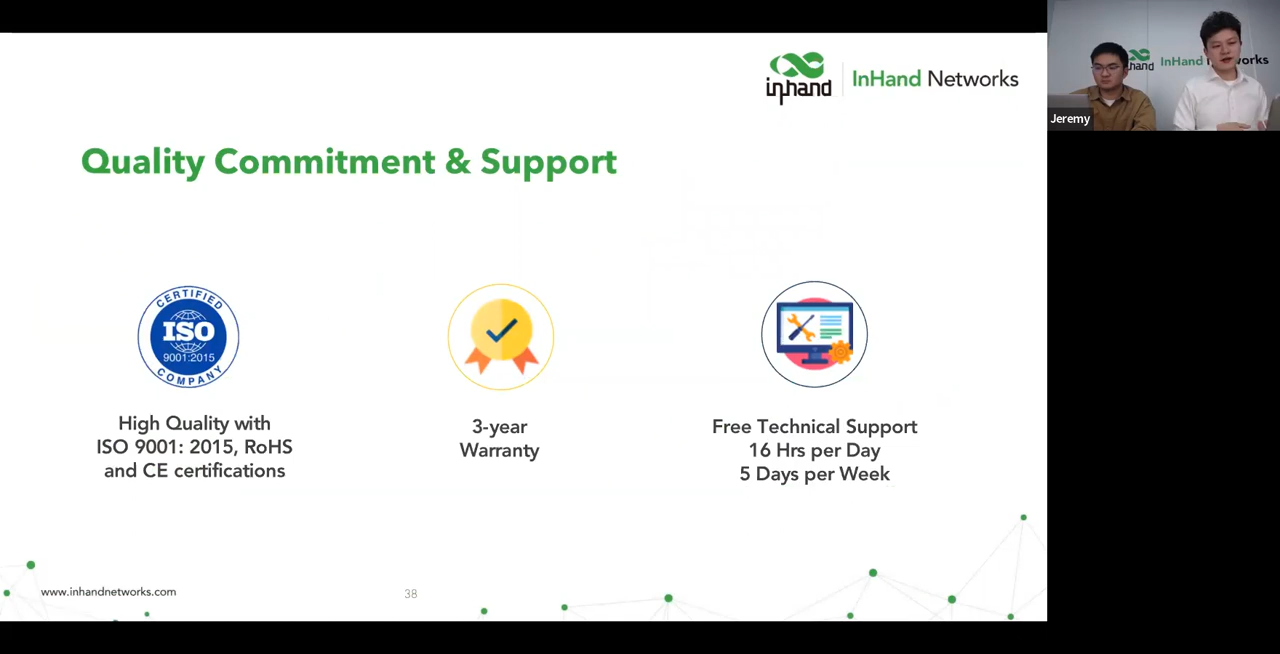 inhand
InHand Networks
Quality Commitment & Support
CERTIFIED
ISO
9001:2015
COMPANY
High Quality with
ISO 9001: 2015, RoHS
and CE certifications
3-year
Warranty
Free Technical Support
16 Hrs per Day
5 Days per Week
www.inhandnetworks.com
38
InHand
Jeremy